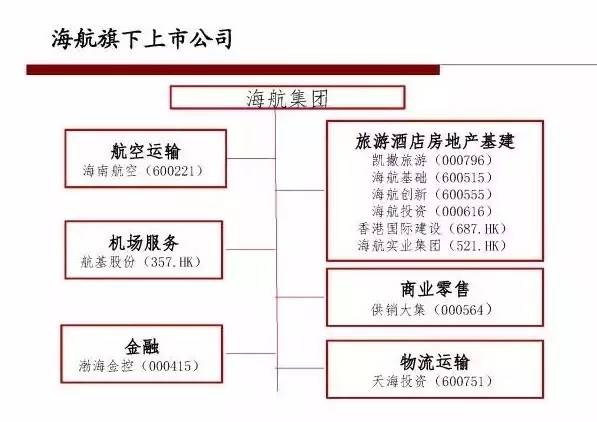 海航旗下上市公司
海航集团
航空运输
海南航空（600221）
机场服务
航基股份（357.HK）
金融
渤海金控（000415）
旅游酒店房地产基建
凯撒旅游（000796）
海航基础（600515）
海航创新（600555）
海航投资（000616）
香港国际建设（687.HK）
海航实业集团（521.HK）
商业零售
供销大集（000564）
物流运输
天海投资（600751）